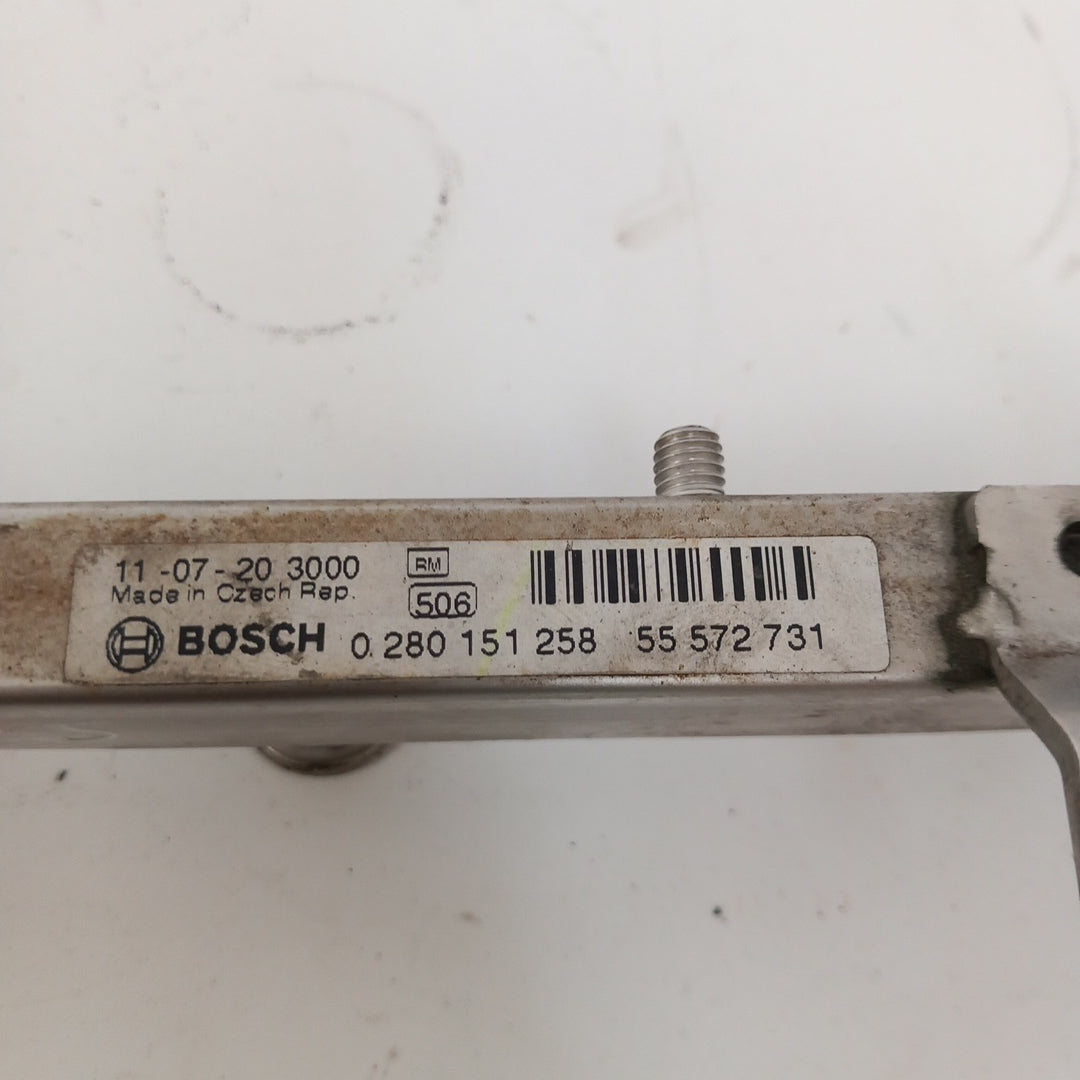 11-07-20 3000 BM
Made in Czech Rep. 506
BOSCH 0 280 151 258 55 572 731